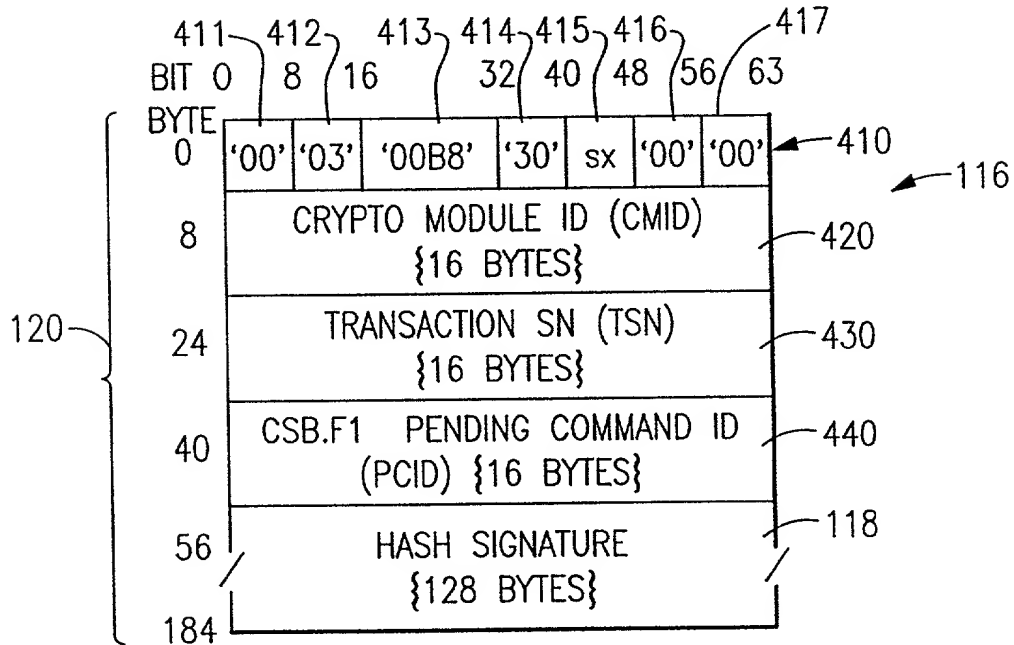 411 412 413 414 415 416 417
BIT 0 8 16 32 40 48 56 63
BYTE
0 '00' '03' '00B8' '30' sx '00' '00' 410
116
8 CRYPTO MODULE ID (CMID) 420
{16 BYTES}
120 24 TRANSACTION SN (TSN) 430
{16 BYTES}
40 CSB.F1 PENDING COMMAND ID 440
(PCID) {16 BYTES}
118
56 HASH SIGNATURE
{128 BYTES}
184